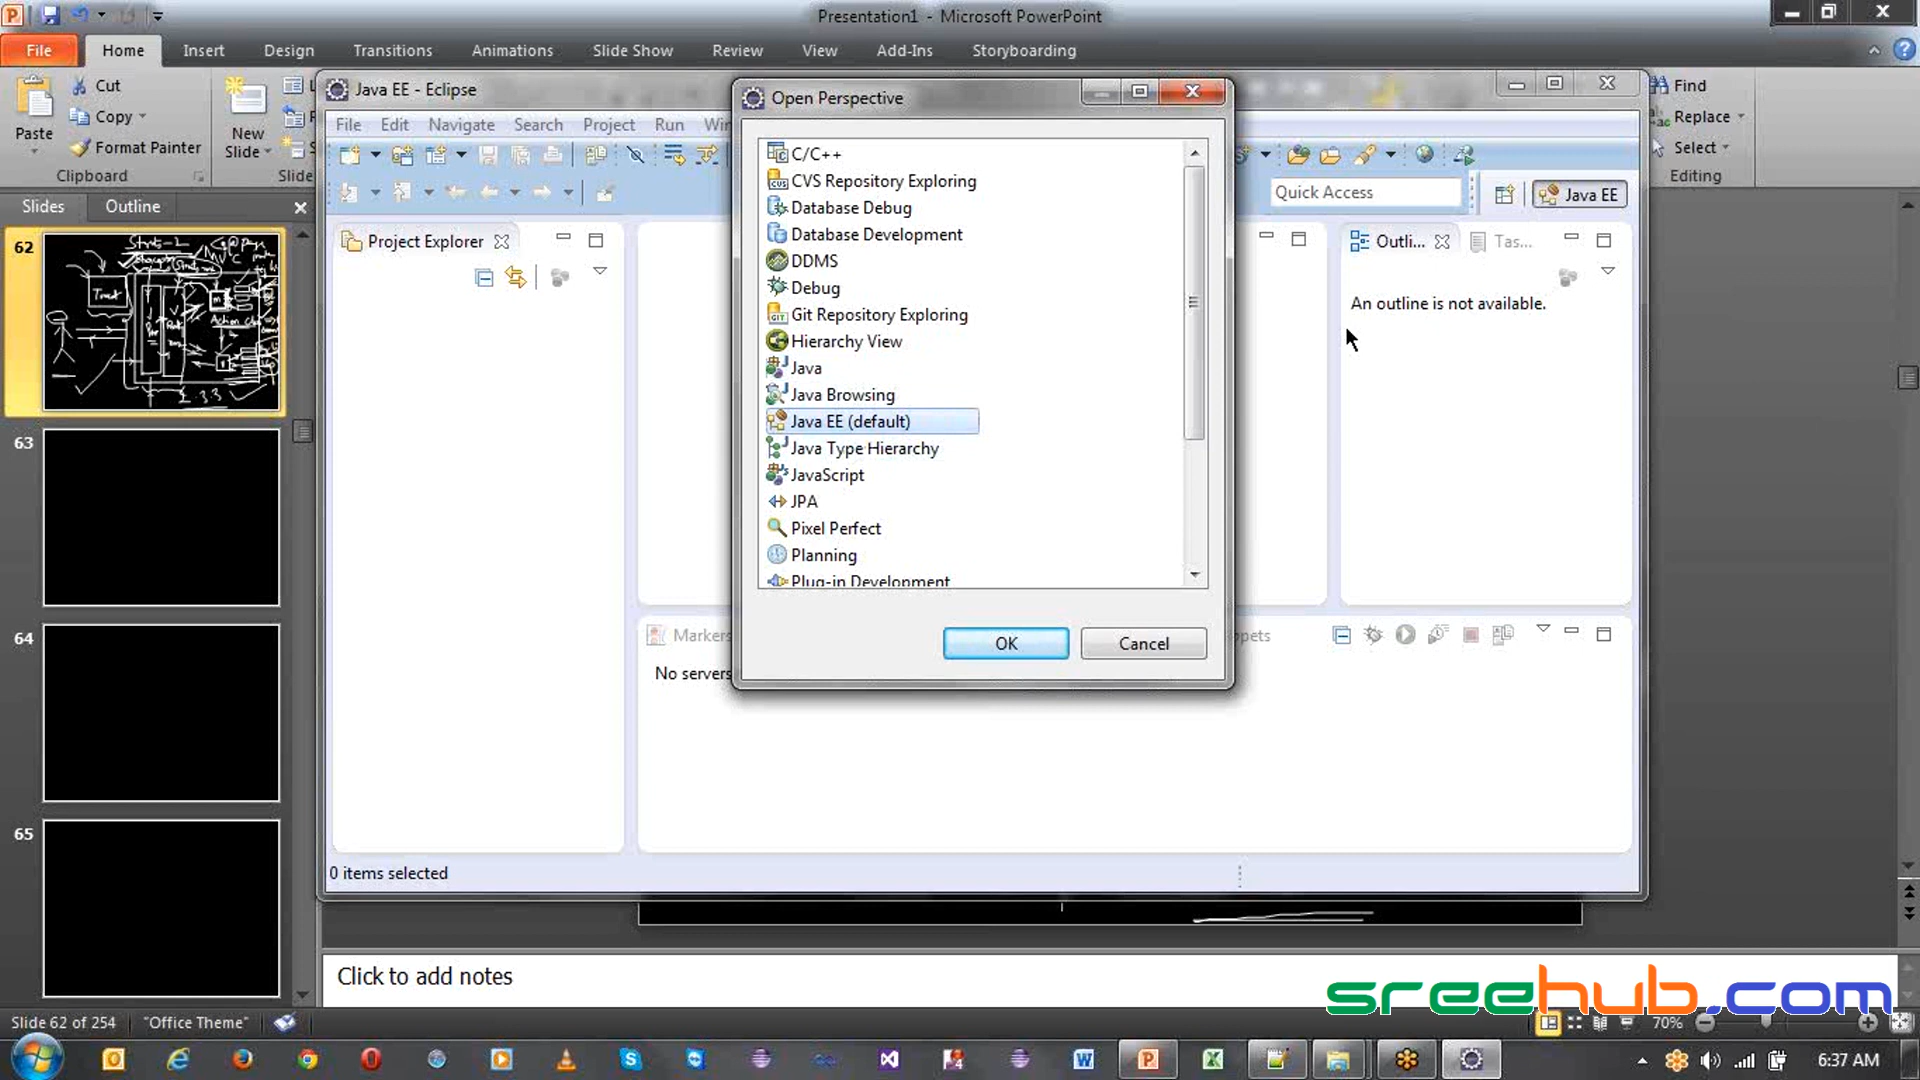 Presentation1 - Microsoft PowerPoint
File
Home
Insert
Design
Transitions
Animations
Slide Show
Review
View
Add-Ins
Storyboarding
Paste
Cut
Copy
Format Painter
Clipboard
New
Slide
Slide
Find
Replace
Select
Editing
Slides
Outline
62
63
64
65
Java EE - Eclipse
File
Edit
Navigate
Search
Project
Run
Quick Access
Java EE
Project Explorer
Outli...
Tas...
An outline is not available.
Open Perspective
C/C++
CVS Repository Exploring
Database Debug
Database Development
DDMS
Debug
Git Repository Exploring
Hierarchy View
Java
Java Browsing
Java EE (default)
Java Type Hierarchy
JavaScript
JPA
Pixel Perfect
Planning
Plug-in Development
OK
Cancel
Markers
No servers
0 items selected
Click to add notes
sreehub.com
Slide 62 of 254
"Office Theme"
70%
6:37 AM